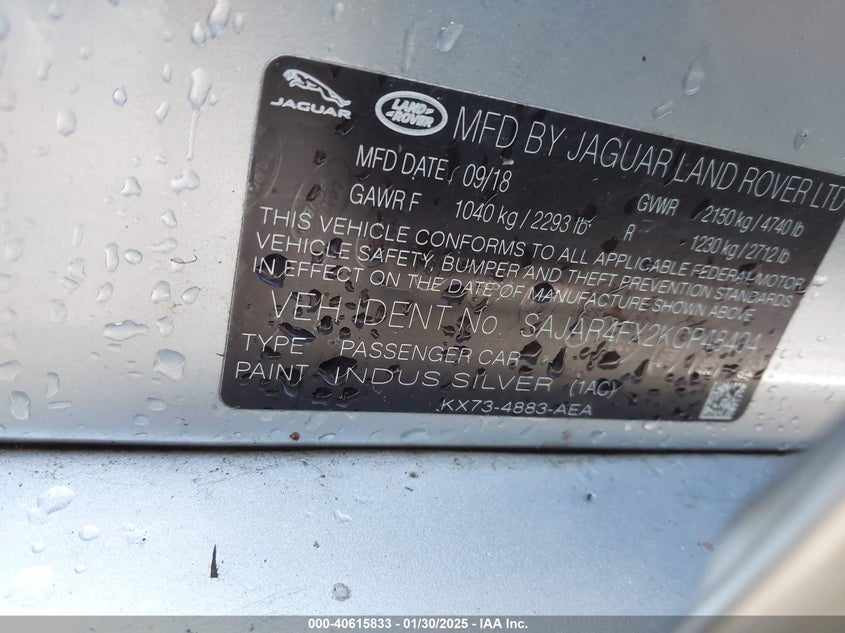 JAGUAR
LAND ROVER
MFD BY JAGUAR LAND ROVER LTD
MFD DATE 09/18 GVWR 2150 kg / 4740 lb
GAWR F 1040 kg / 2293 lb R 1230 kg / 2712 lb
THIS VEHICLE CONFORMS TO ALL APPLICABLE FEDERAL MOTOR
VEHICLE SAFETY, BUMPER AND THEFT PREVENTION STANDARDS
IN EFFECT ON THE DATE OF MANUFACTURE SHOWN ABOVE
VEH IDENT No. SAJAR4FX2KCP49494
TYPE PASSENGER CAR
PAINT INDUS SILVER (1AC)
KX73-4883-AEA
000-40615833 - 01/30/2025 - IAA Inc.